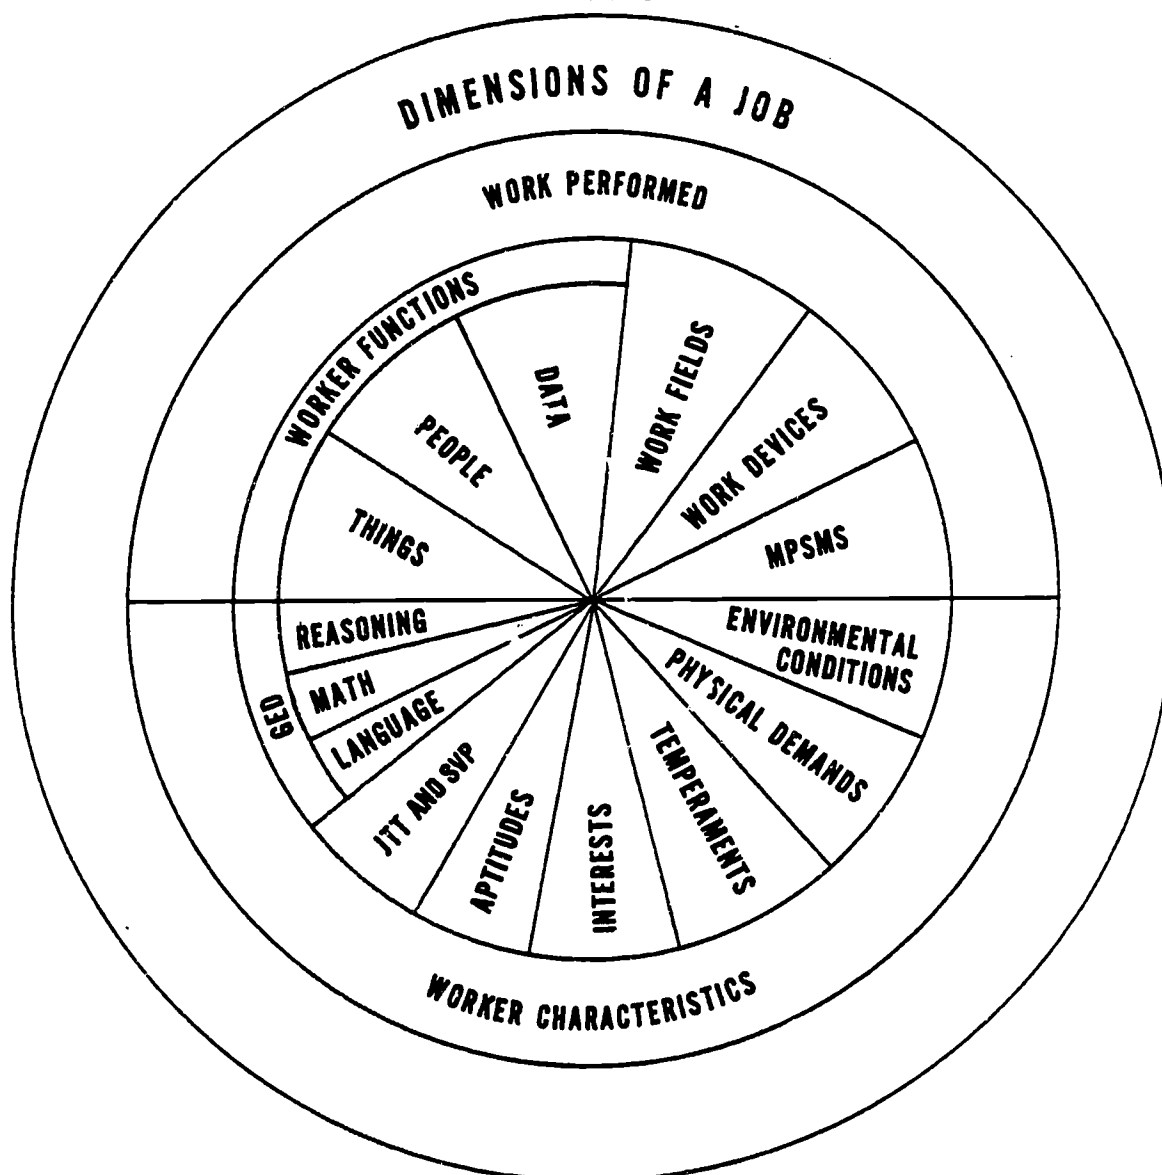 DIMENSIONS OF A JOB
WORK PERFORMED
WORKER FUNCTIONS
THINGS
PEOPLE
DATA
WORK FIELDS
WORK DEVICES
MPSMS
ENVIRONMENTAL
CONDITIONS
PHYSICAL DEMANDS
TEMPERAMENTS
INTERESTS
APTITUDES
JTT AND SVP
GED
LANGUAGE
MATH
REASONING
WORKER CHARACTERISTICS